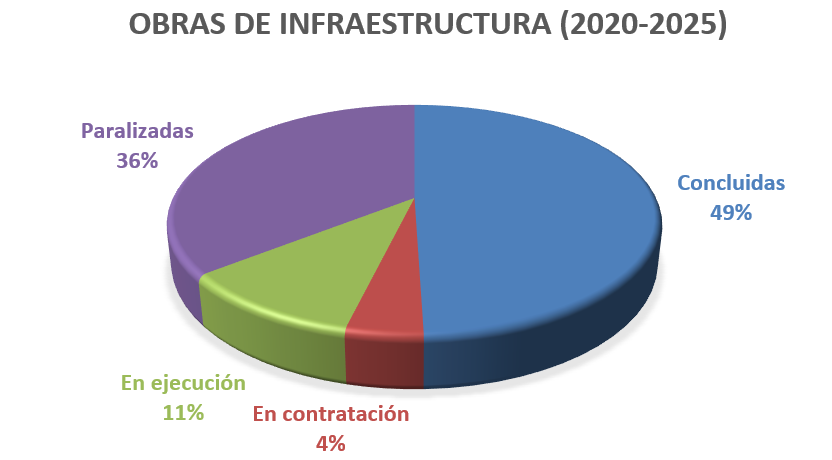 OBRAS DE INFRAESTRUCTURA (2020-2025)
Paralizadas
36%
Concluidas
49%
En ejecución
11%
En contratación
4%